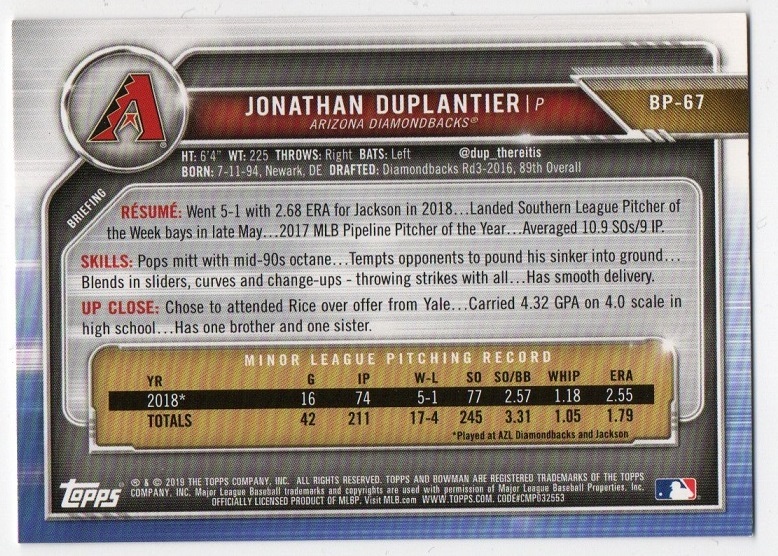 JONATHAN DUPLANTIER | P
BP-67
ARIZONA DIAMONDBACKS®
HT: 6'4" WT: 225 THROWS: Right BATS: Left @dup_thereitis
BORN: 7-11-94, Newark, DE DRAFTED: Diamondbacks Rd3-2016, 89th Overall
BRIEFING
RÉSUMÉ: Went 5-1 with 2.68 ERA for Jackson in 2018...Landed Southern League Pitcher of
the Week bays in late May...2017 MLB Pipeline Pitcher of the Year...Averaged 10.9 SOs/9 IP.
SKILLS: Pops mitt with mid-90s octane...Tempts opponents to pound his sinker into ground...
Blends in sliders, curves and change-ups - throwing strikes with all...Has smooth delivery.
UP CLOSE: Chose to attended Rice over offer from Yale...Carried 4.32 GPA on 4.0 scale in
high school...Has one brother and one sister.
MINOR LEAGUE PITCHING RECORD
YR G IP W-L SO SO/BB WHIP ERA
2018* 16 74 5-1 77 2.57 1.18 2.55
TOTALS 42 211 17-4 245 3.31 1.05 1.79
*Played at AZL Diamondbacks and Jackson
TOPPS
® & © 2019 THE TOPPS COMPANY, INC. ALL RIGHTS RESERVED. TOPPS AND BOWMAN ARE REGISTERED TRADEMARKS OF THE TOPPS
COMPANY, INC. Major League Baseball trademarks and copyrights are used with permission of Major League Baseball Properties, Inc.
OFFICIALLY LICENSED PRODUCT OF MLBP. Visit MLB.com WWW.TOPPS.COM. CODE#CMP032553